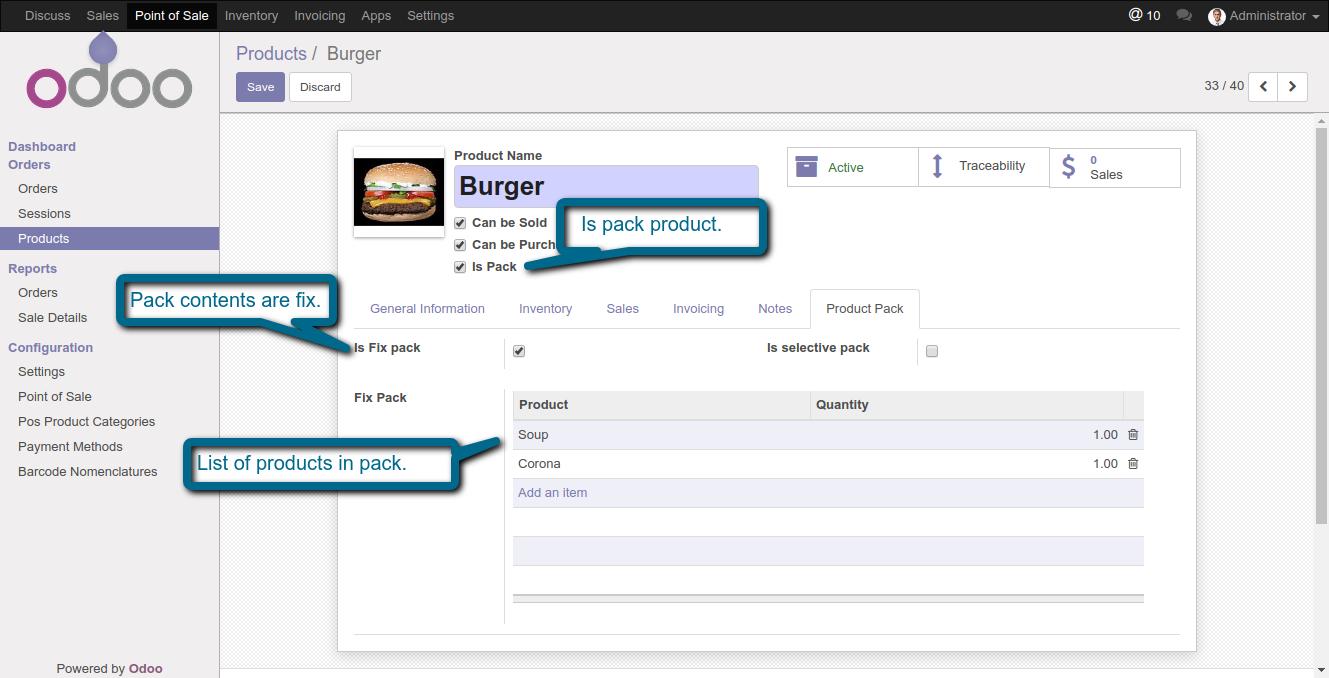 Discuss Sales Point of Sale Inventory Invoicing Apps Settings @ 10 Administrator
odoo
Products / Burger
Save Discard
33 / 40
Dashboard
Orders
Orders
Sessions
Products
Reports
Orders
Sale Details
Configuration
Settings
Point of Sale
Pos Product Categories
Payment Methods
Barcode Nomenclatures
Powered by Odoo
Product Name
Burger
Active
Traceability
0
Sales
Can be Sold
Can be Purch
Is Pack
Is pack product.
General Information Inventory Sales Invoicing Notes Product Pack
Pack contents are fix.
Is Fix pack
Is selective pack
Fix Pack
Product Quantity
Soup 1.00
Corona 1.00
Add an item
List of products in pack.